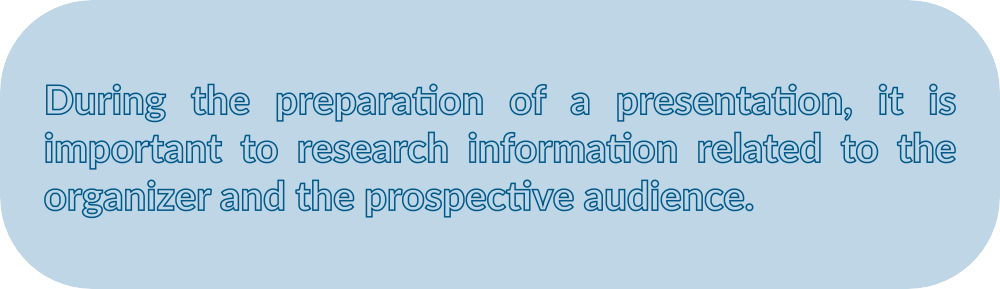 During the preparation of a presentation, it is
important to research information related to the
organizer and the prospective audience.